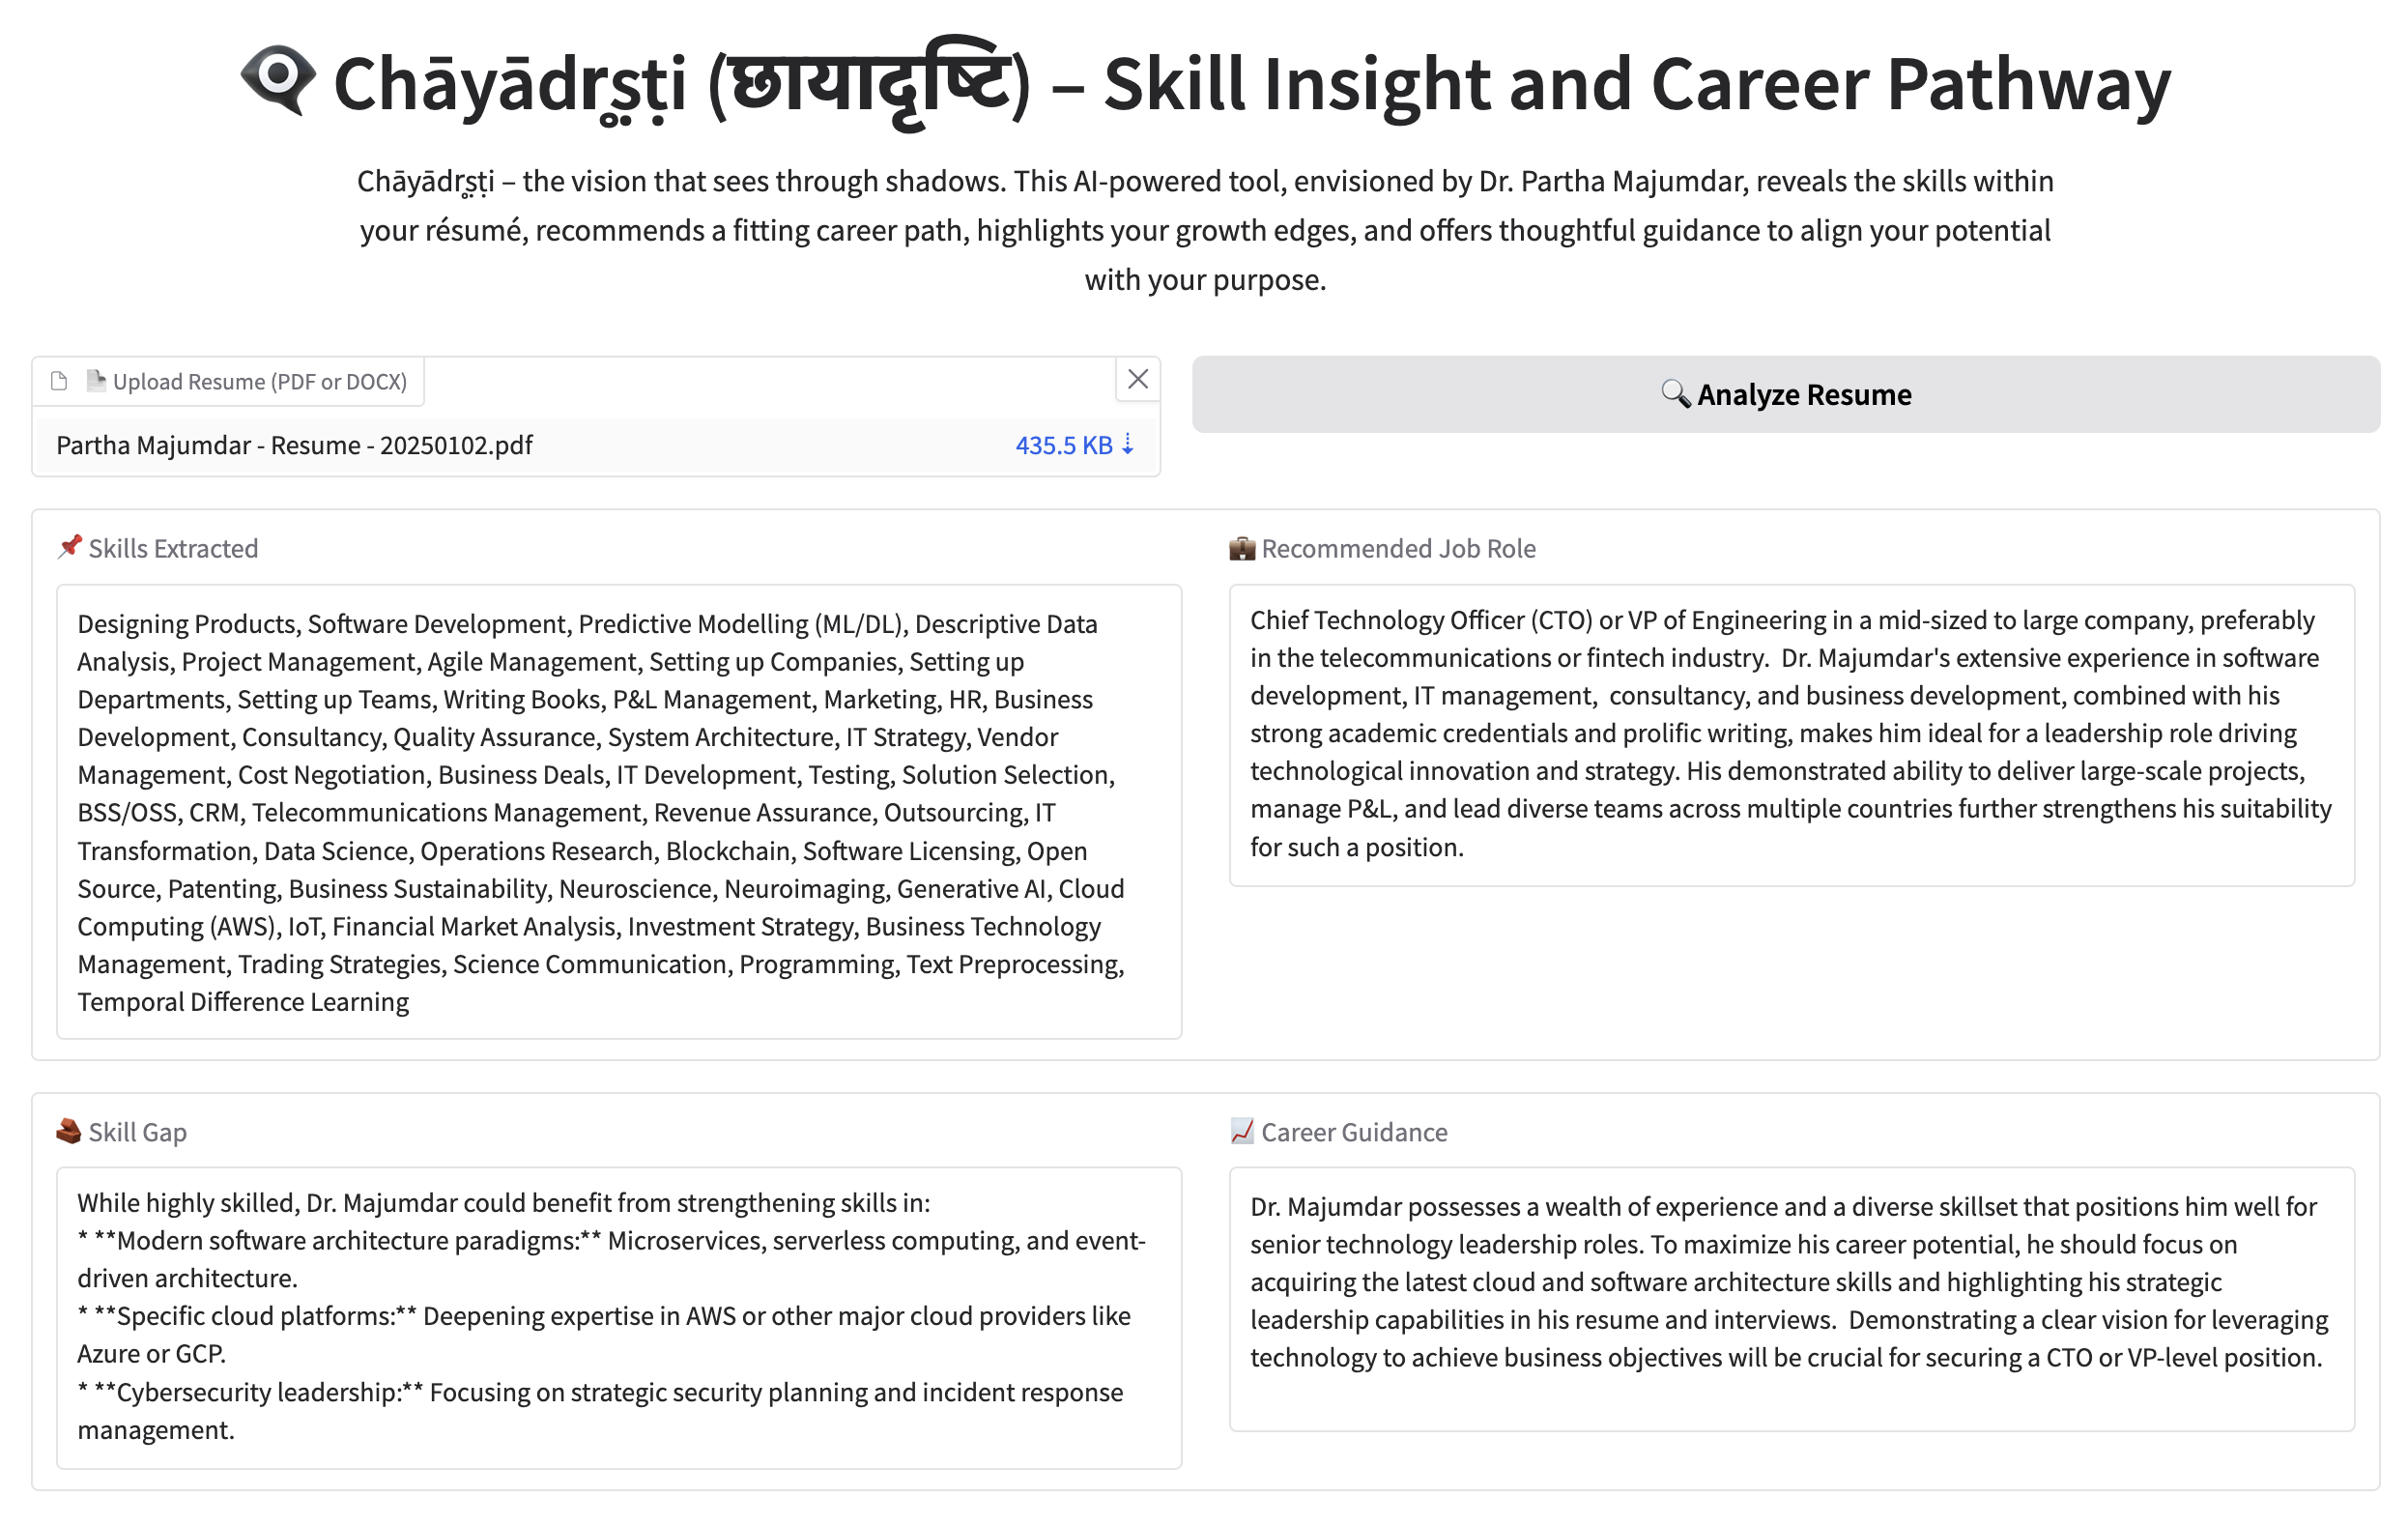 Chāyādr̥ṣṭi (छायादृष्टि) – Skill Insight and Career Pathway
Chāyādr̥ṣṭi – the vision that sees through shadows. This AI-powered tool, envisioned by Dr. Partha Majumdar, reveals the skills within
your résumé, recommends a fitting career path, highlights your growth edges, and offers thoughtful guidance to align your potential
with your purpose.
Upload Resume (PDF or DOCX)
Partha Majumdar - Resume - 20250102.pdf
435.5 KB ⇣
Analyze Resume
Skills Extracted
Designing Products, Software Development, Predictive Modelling (ML/DL), Descriptive Data
Analysis, Project Management, Agile Management, Setting up Companies, Setting up
Departments, Setting up Teams, Writing Books, P&L Management, Marketing, HR, Business
Development, Consultancy, Quality Assurance, System Architecture, IT Strategy, Vendor
Management, Cost Negotiation, Business Deals, IT Development, Testing, Solution Selection,
BSS/OSS, CRM, Telecommunications Management, Revenue Assurance, Outsourcing, IT
Transformation, Data Science, Operations Research, Blockchain, Software Licensing, Open
Source, Patenting, Business Sustainability, Neuroscience, Neuroimaging, Generative AI, Cloud
Computing (AWS), IoT, Financial Market Analysis, Investment Strategy, Business Technology
Management, Trading Strategies, Science Communication, Programming, Text Preprocessing,
Temporal Difference Learning
Recommended Job Role
Chief Technology Officer (CTO) or VP of Engineering in a mid-sized to large company, preferably
in the telecommunications or fintech industry.  Dr. Majumdar's extensive experience in software
development, IT management,  consultancy, and business development, combined with his
strong academic credentials and prolific writing, makes him ideal for a leadership role driving
technological innovation and strategy. His demonstrated ability to deliver large-scale projects,
manage P&L, and lead diverse teams across multiple countries further strengthens his suitability
for such a position.
Skill Gap
While highly skilled, Dr. Majumdar could benefit from strengthening skills in:
* **Modern software architecture paradigms:** Microservices, serverless computing, and event-
driven architecture.
* **Specific cloud platforms:** Deepening expertise in AWS or other major cloud providers like
Azure or GCP.
* **Cybersecurity leadership:** Focusing on strategic security planning and incident response
management.
Career Guidance
Dr. Majumdar possesses a wealth of experience and a diverse skillset that positions him well for
senior technology leadership roles. To maximize his career potential, he should focus on
acquiring the latest cloud and software architecture skills and highlighting his strategic
leadership capabilities in his resume and interviews.  Demonstrating a clear vision for leveraging
technology to achieve business objectives will be crucial for securing a CTO or VP-level position.